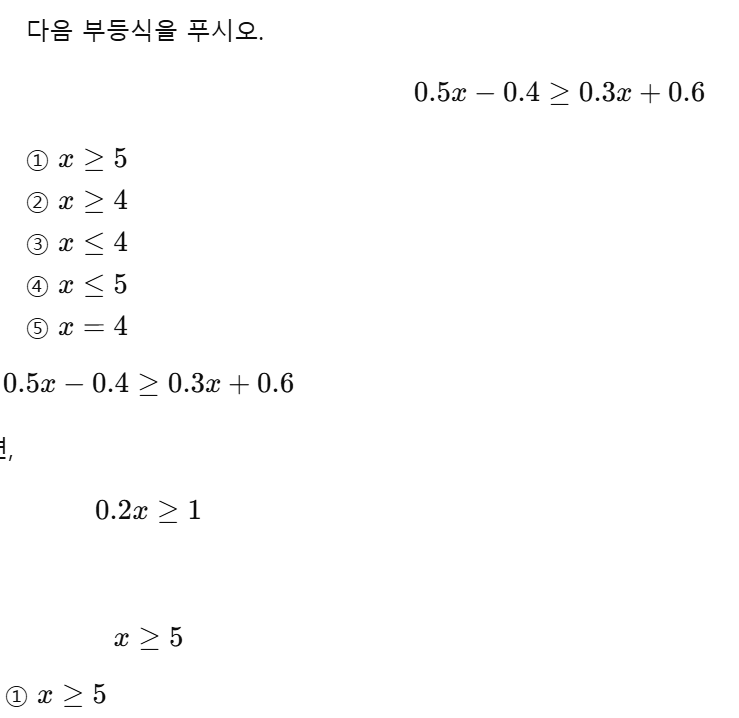 다음 부등식을 푸시오.
0.5x − 0.4 ≥ 0.3x + 0.6
① x ≥ 5
② x ≥ 4
③ x ≤ 4
④ x ≤ 5
⑤ x = 4
0.5x − 0.4 ≥ 0.3x + 0.6
,
0.2x ≥ 1
x ≥ 5
① x ≥ 5